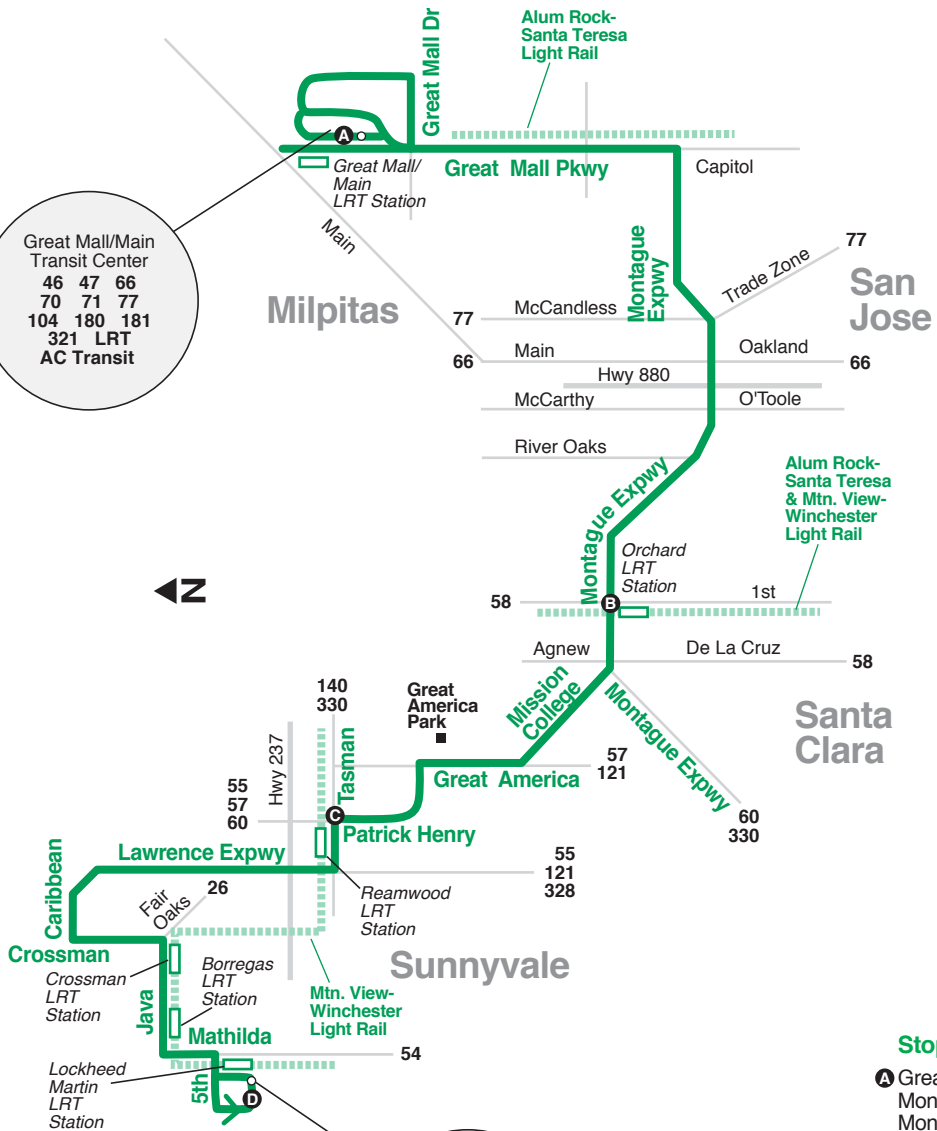 Alum Rock-
Santa Teresa
Light Rail
Great Mall Dr
A
Great Mall/
Main
LRT Station
Great Mall Pkwy
Capitol
Main
Great Mall/Main
Transit Center
46 47 66
70 71 77
104 180 181
321 LRT
AC Transit
Milpitas
Montague
Expwy
77
Trade Zone
San
Jose
77
McCandless
66
Main
Oakland
66
Hwy 880
McCarthy
O'Toole
River Oaks
Montague Expwy
Alum Rock-
Santa Teresa
& Mtn. View-
Winchester
Light Rail
N
Orchard
LRT
Station
58
B
1st
Agnew
De La Cruz
58
Mission
College
Montague Expwy
Santa
Clara
140
330
Great
America
Park
Hwy 237
Tasman
Great America
57
121
60
330
55
57
60
C
Patrick Henry
Lawrence Expwy
55
121
328
Caribbean
Fair
Oaks
26
Reamwood
LRT
Station
Crossman
Sunnyvale
Crossman
LRT
Station
Borregas
LRT
Station
Java
Mtn. View-
Winchester
Light Rail
Mathilda
54
Lockheed
Martin
LRT
Station
5th
D
Stop
A Grea
Mon
Mon